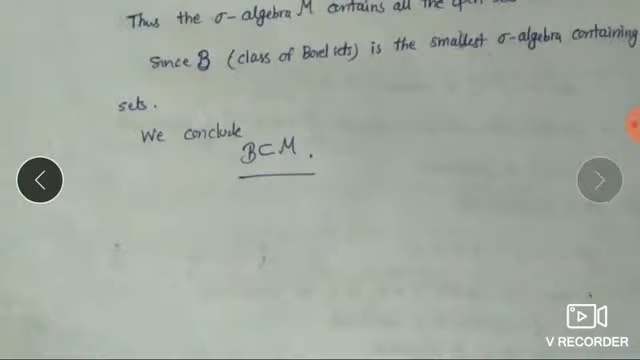 Thus the σ-algebra M contains all the open
Since B (class of Borel sets) is the smallest σ-algebra containing
sets.
We conclude
B⊂M.
V RECORDER